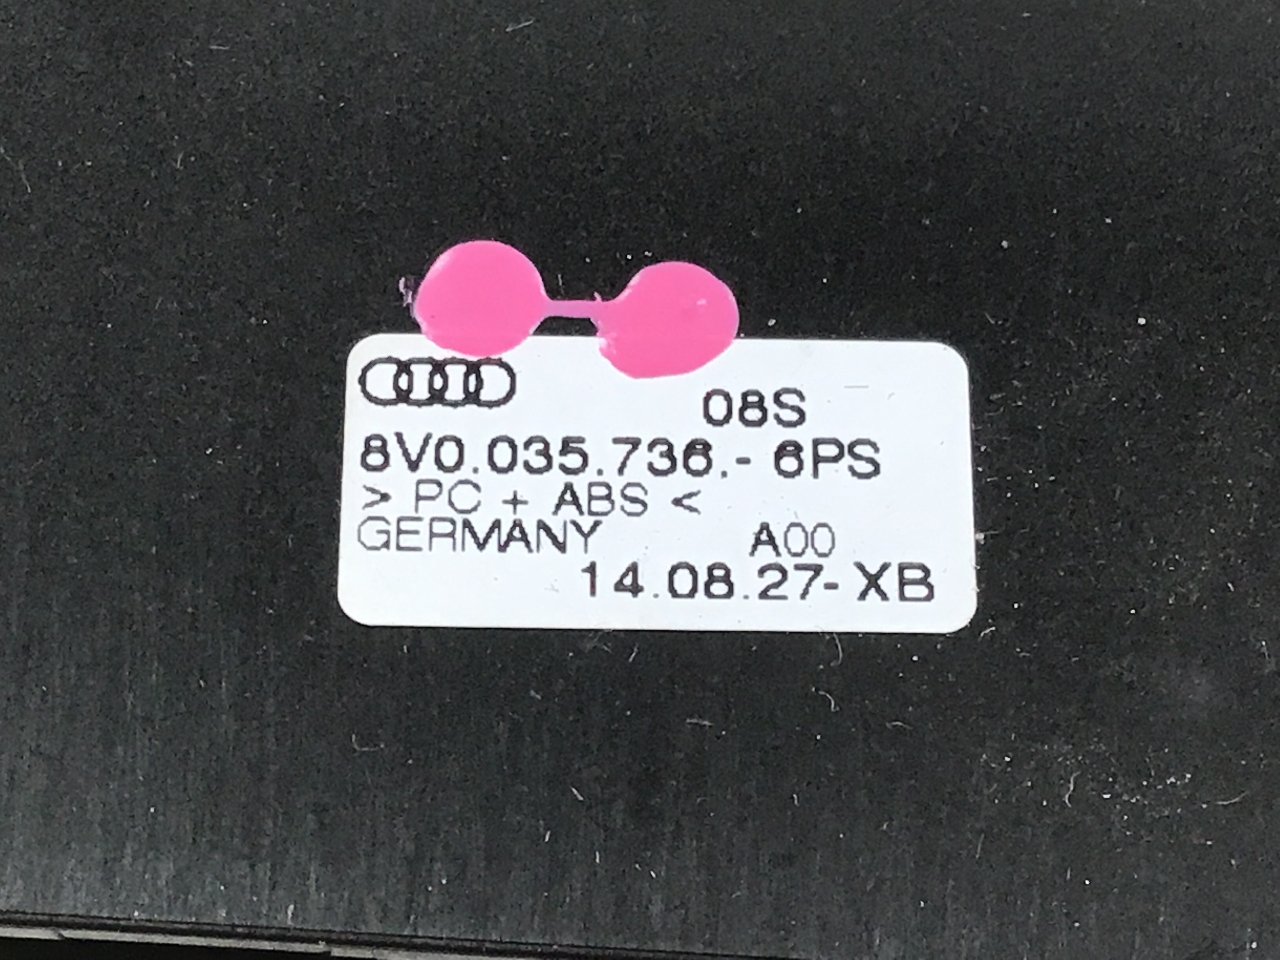 08S
8V0.035.736.- 6PS
> PC + ABS <
GERMANY A00
14.08.27-XB